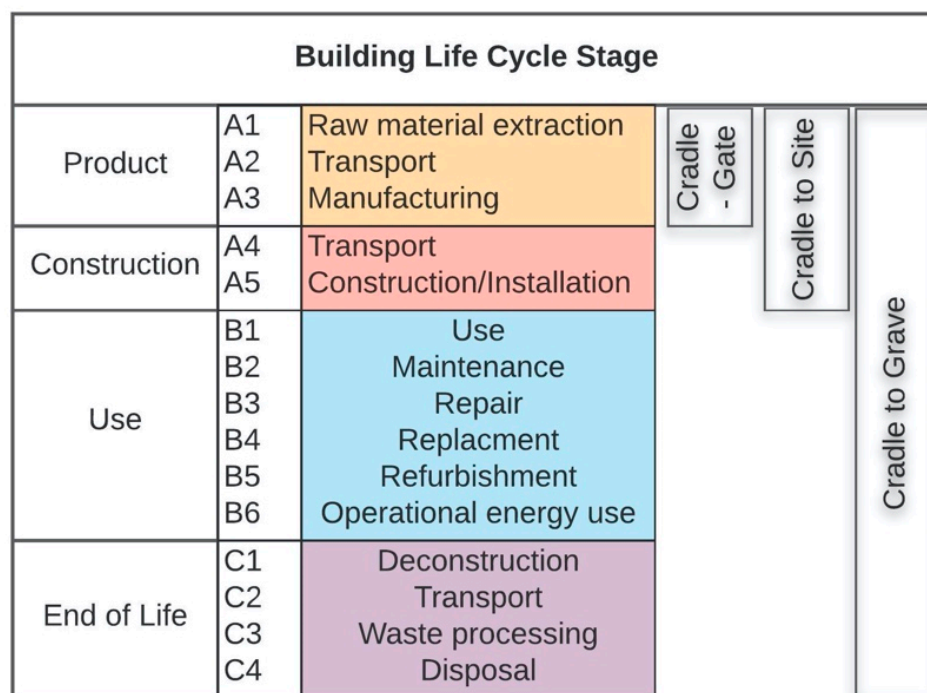 Building Life Cycle Stage
Product
A1 Raw material extraction
A2 Transport
A3 Manufacturing
Construction
A4 Transport
A5 Construction/Installation
Use
B1 Use
B2 Maintenance
B3 Repair
B4 Replacment
B5 Refurbishment
B6 Operational energy use
End of Life
C1 Deconstruction
C2 Transport
C3 Waste processing
C4 Disposal
Cradle
- Gate
Cradle to Site
Cradle to Grave